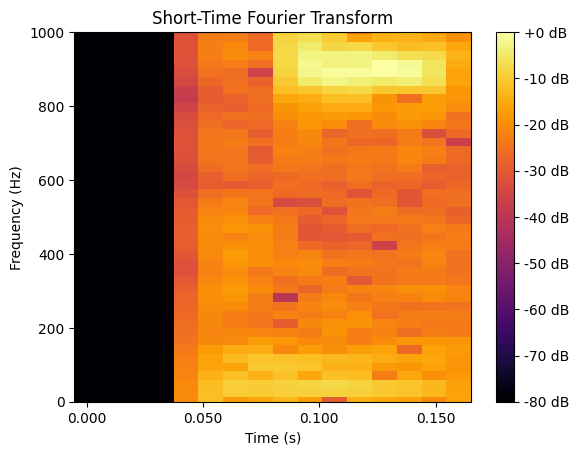 Short-Time Fourier Transform
1000
800
600
400
200
0
Frequency (Hz)
0.000
0.050
0.100
0.150
Time (s)
+0 dB
-10 dB
-20 dB
-30 dB
-40 dB
-50 dB
-60 dB
-70 dB
-80 dB